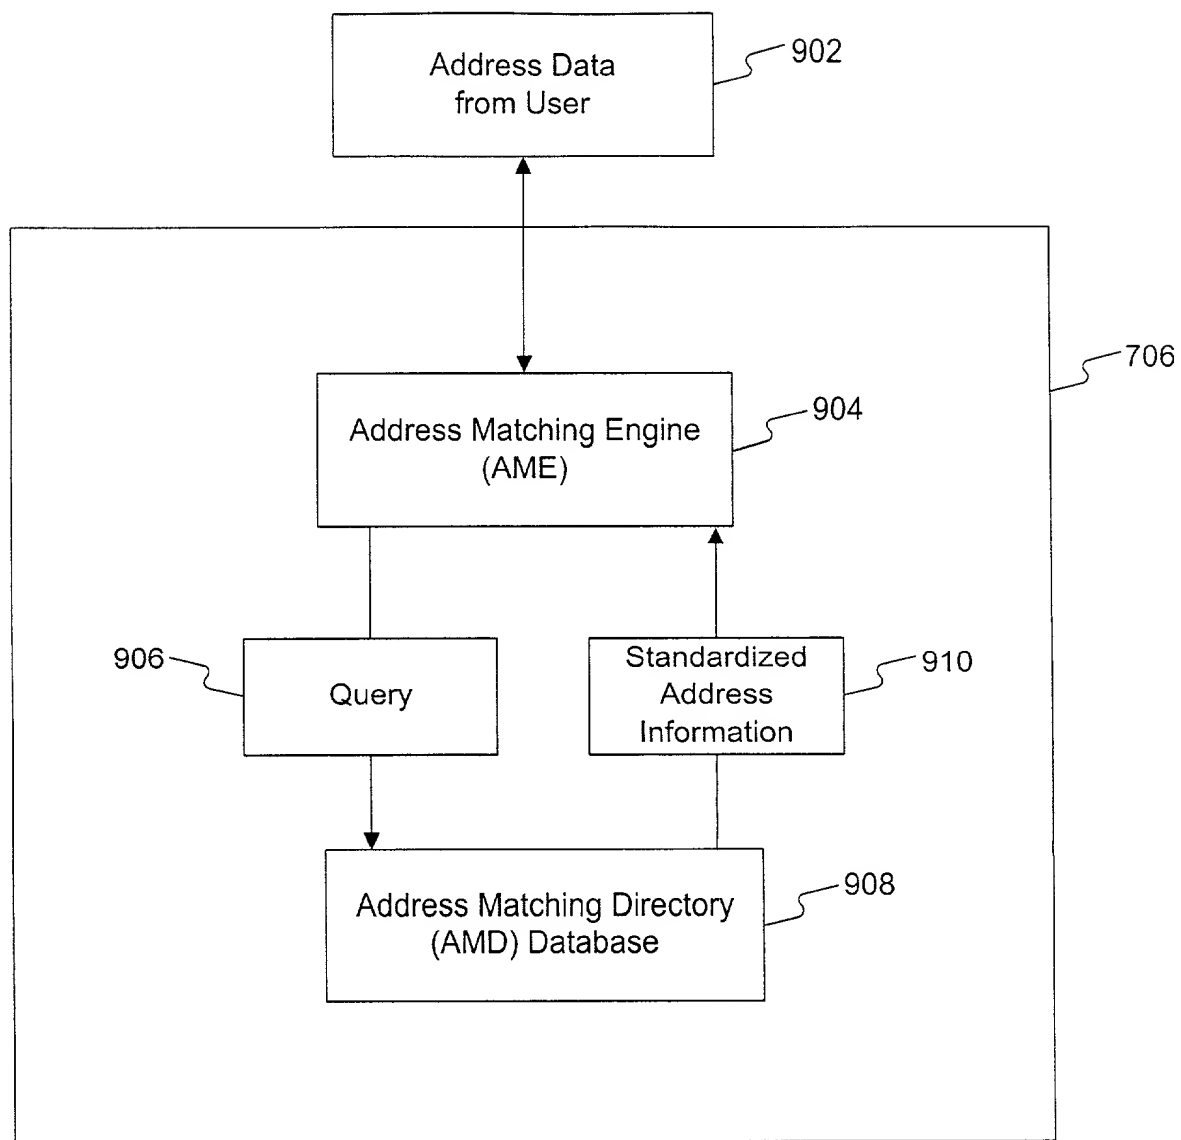 Address Data
from User
902
706
Address Matching Engine
(AME)
904
906
Query
Standardized
Address
Information
910
Address Matching Directory
(AMD) Database
908